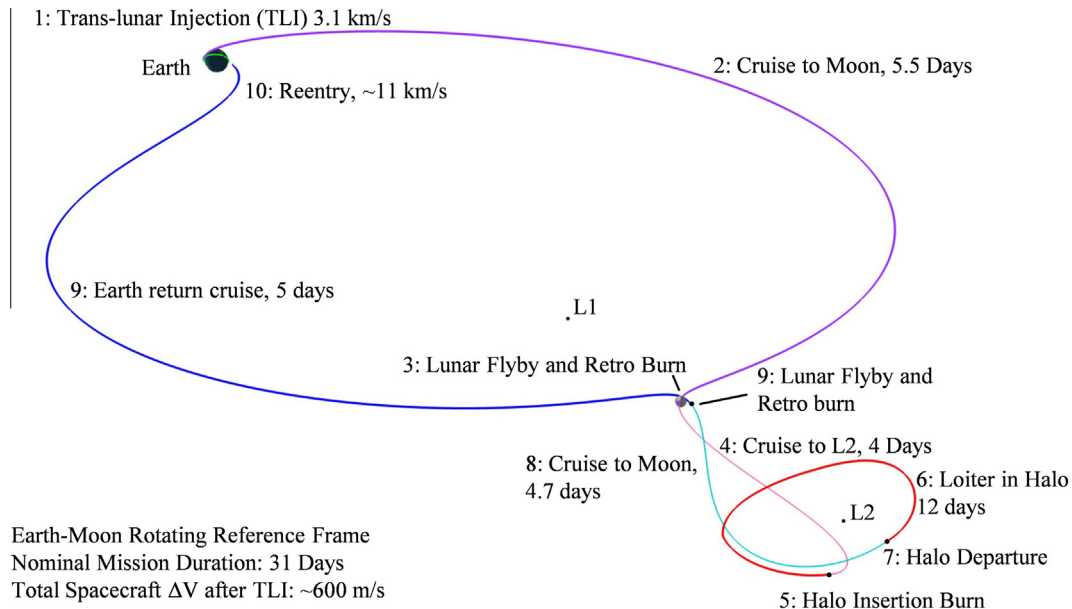 1: Trans-lunar Injection (TLI) 3.1 km/s
Earth
2: Cruise to Moon, 5.5 Days
10: Reentry, ~11 km/s
9: Earth return cruise, 5 days
L1
3: Lunar Flyby and Retro Burn
9: Lunar Flyby and
Retro burn
4: Cruise to L2, 4 Days
8: Cruise to Moon,
4.7 days
6: Loiter in Halo
12 days
L2
7: Halo Departure
5: Halo Insertion Burn
Earth-Moon Rotating Reference Frame
Nominal Mission Duration: 31 Days
Total Spacecraft ΔV after TLI: ~600 m/s